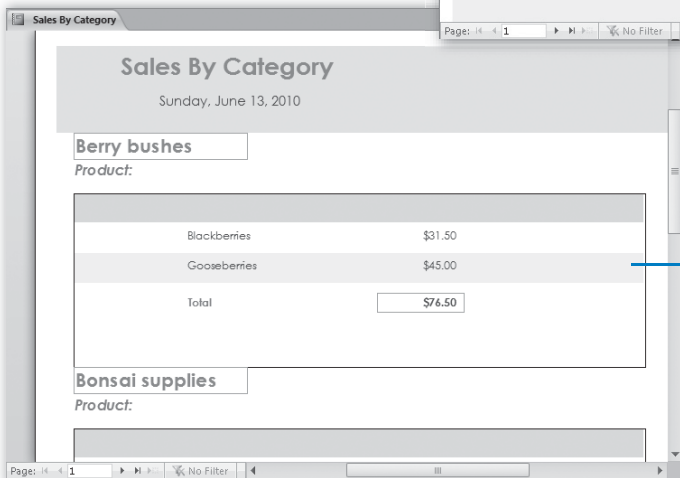 Page: 1 No Filter
Sales By Category
Sales By Category
Sunday, June 13, 2010
Berry bushes
Product:
Blackberries $31.50
Gooseberries $45.00
Total $76.50
Bonsai supplies
Product:
Page: 1 No Filter